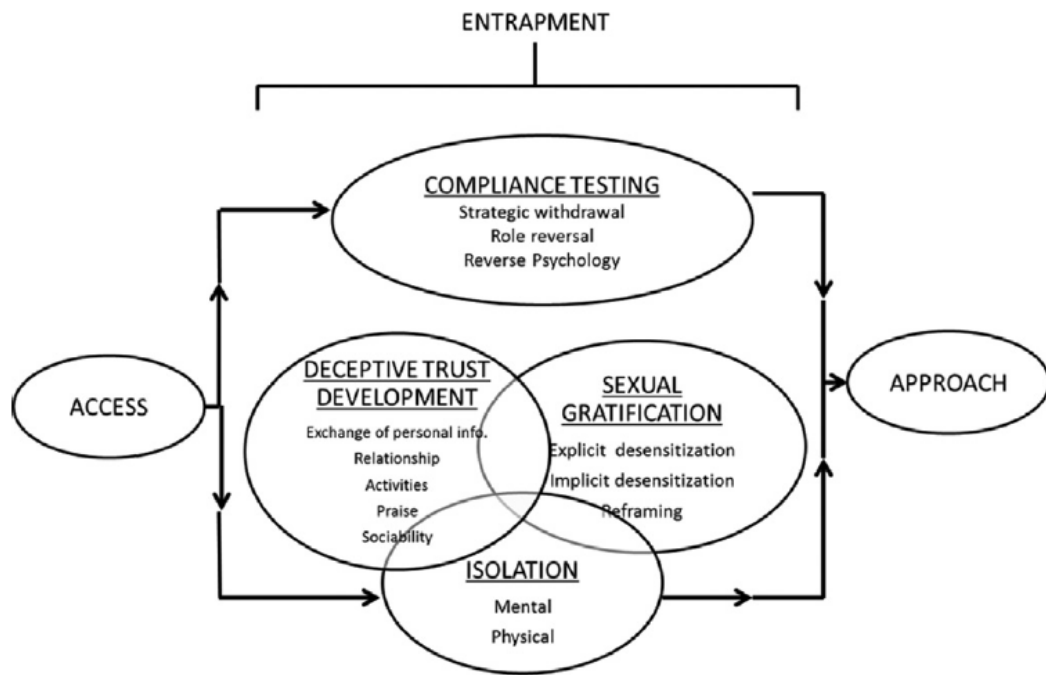 ENTRAPMENT
COMPLIANCE TESTING
Strategic withdrawal
Role reversal
Reverse Psychology
ACCESS
DECEPTIVE TRUST
DEVELOPMENT
Exchange of personal info.
Relationship
Activities
Praise
Sociability
SEXUAL
GRATIFICATION
Explicit desensitization
Implicit desensitization
Reframing
ISOLATION
Mental
Physical
APPROACH